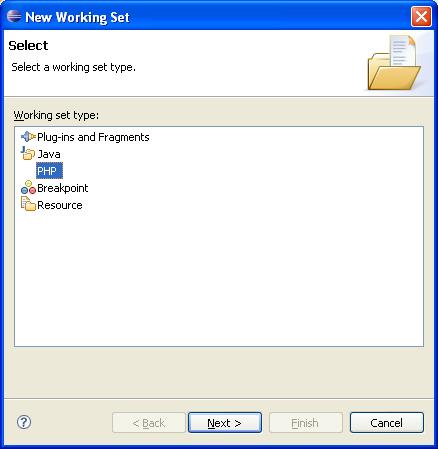 New Working Set
Select
Select a working set type.
Working set type:
Plug-ins and Fragments
Java
PHP
Breakpoint
Resource
?
< Back
Next >
Finish
Cancel